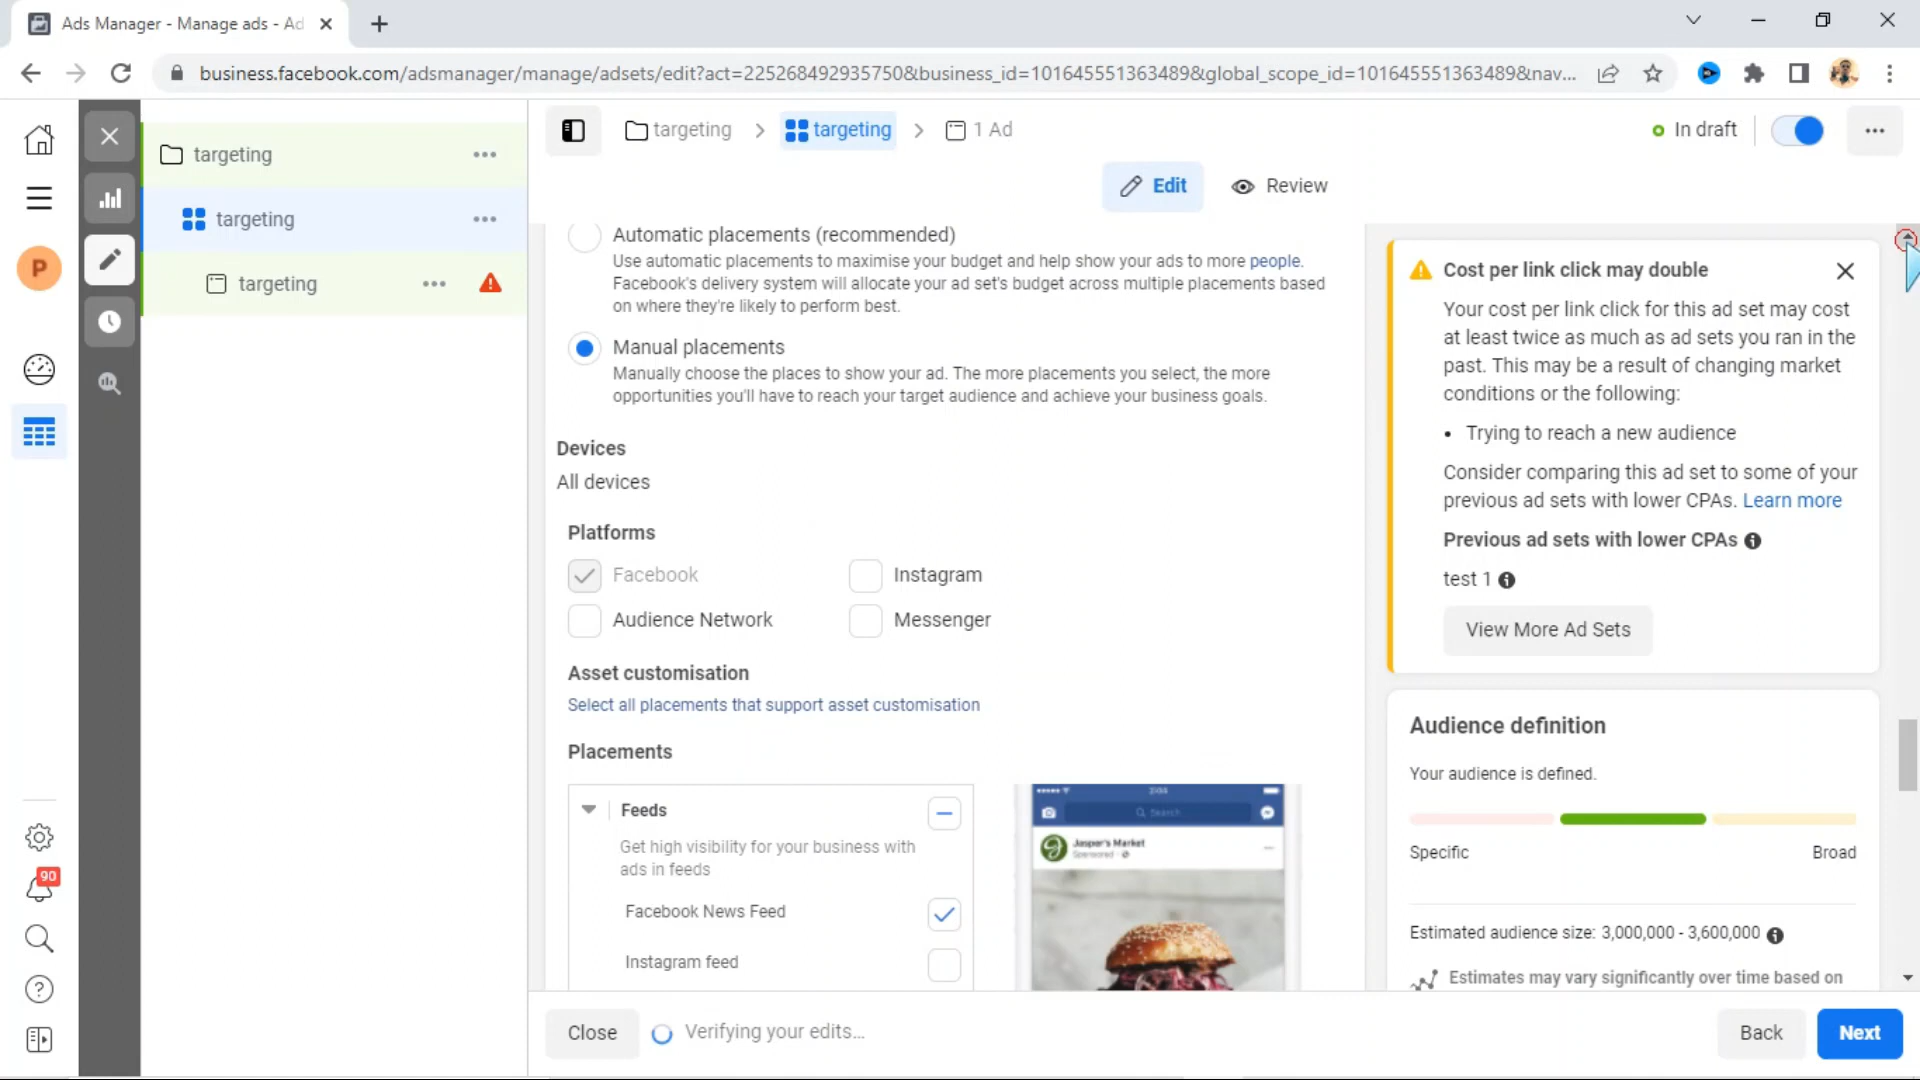 Ads Manager - Manage ads - Ad
business.facebook.com/adsmanager/manage/adsets/edit?act=225268492935750&business_id=101645551363489&global_scope_id=101645551363489&nav...
targeting
targeting
targeting
P
90
targeting
targeting
1 Ad
In draft
Edit
Review
Automatic placements (recommended)
Use automatic placements to maximise your budget and help show your ads to more people.
Facebook's delivery system will allocate your ad set's budget across multiple placements based
on where they're likely to perform best.
Manual placements
Manually choose the places to show your ad. The more placements you select, the more
opportunities you'll have to reach your target audience and achieve your business goals.
Devices
All devices
Platforms
Facebook
Instagram
Audience Network
Messenger
Asset customisation
Select all placements that support asset customisation
Placements
Feeds
Get high visibility for your business with
ads in feeds
Facebook News Feed
Instagram feed
Search
Jasper's Market
Sponsored
Cost per link click may double
Your cost per link click for this ad set may cost
at least twice as much as ad sets you ran in the
past. This may be a result of changing market
conditions or the following:
• Trying to reach a new audience
Consider comparing this ad set to some of your
previous ad sets with lower CPAs. Learn more
Previous ad sets with lower CPAs
test 1
View More Ad Sets
Audience definition
Your audience is defined.
Specific
Broad
Estimated audience size: 3,000,000 - 3,600,000
Estimates may vary significantly over time based on
Close
Verifying your edits...
Back
Next